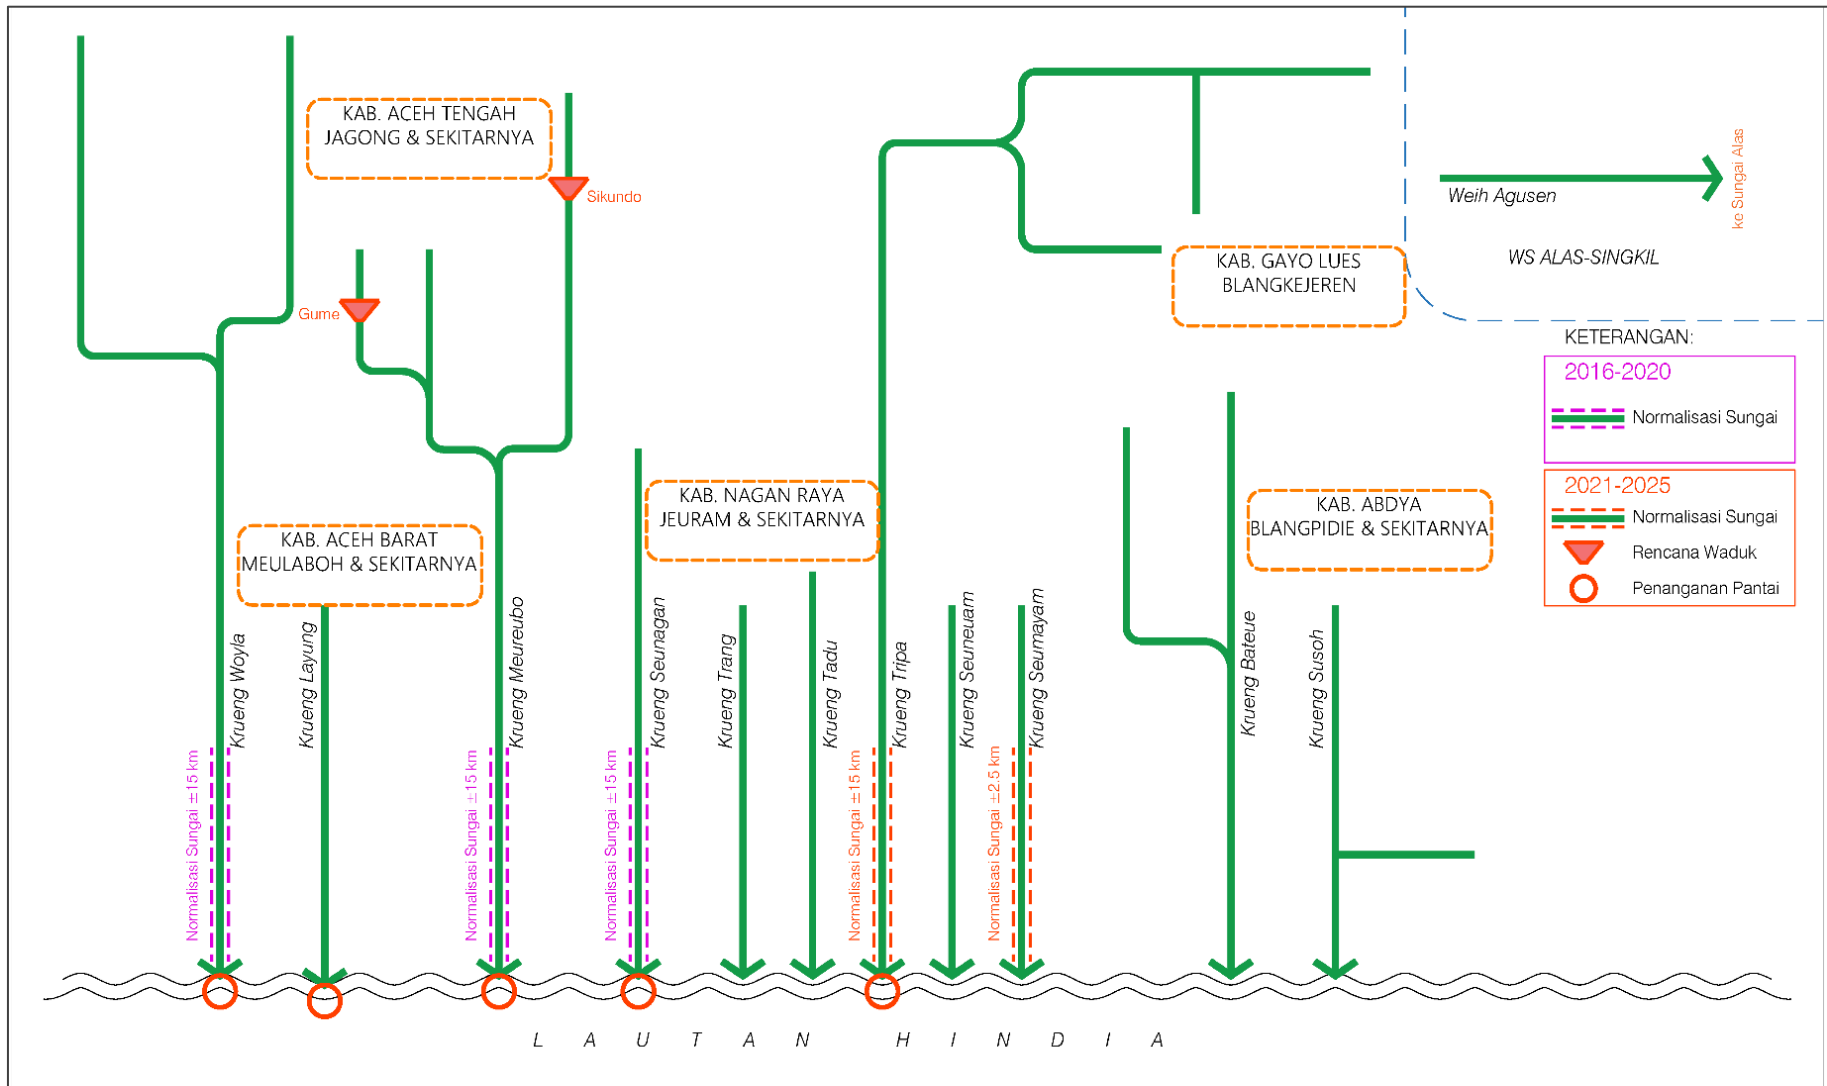 KAB. ACEH TENGAH
JAGONG & SEKITARNYA
Sikundo
Gume
Weih Agusen
ke Sungai Alas
WS ALAS-SINGKIL
KAB. GAYO LUES
BLANGKEJEREN
KETERANGAN:
2016-2020
Normalisasi Sungai
2021-2025
Normalisasi Sungai
Rencana Waduk
Penanganan Pantai
KAB. NAGAN RAYA
JEURAM & SEKITARNYA
KAB. ABDYA
BLANGPIDIE & SEKITARNYA
KAB. ACEH BARAT
MEULABOH & SEKITARNYA
Krueng Woyla
Krueng Layung
Krueng Meureubo
Krueng Seunagan
Krueng Trang
Krueng Tadu
Krueng Tripa
Krueng Seuneuam
Krueng Seumayam
Krueng Bateue
Krueng Susoh
Normalisasi Sungai ±15 km
Normalisasi Sungai ±15 km
Normalisasi Sungai ±15 km
Normalisasi Sungai ±15 km
Normalisasi Sungai ±2.5 km
L A U T A N H I N D I A